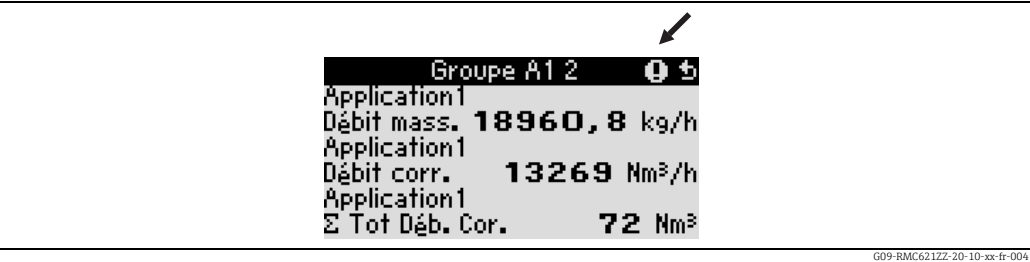 Groupe A1 2
Application1
Débit mass. 18960,8 kg/h
Application1
Débit corr. 13269 Nm³/h
Application1
Σ Tot Déb. Cor. 72 Nm³
G09-RMC621ZZ-20-10-xx-fr-004